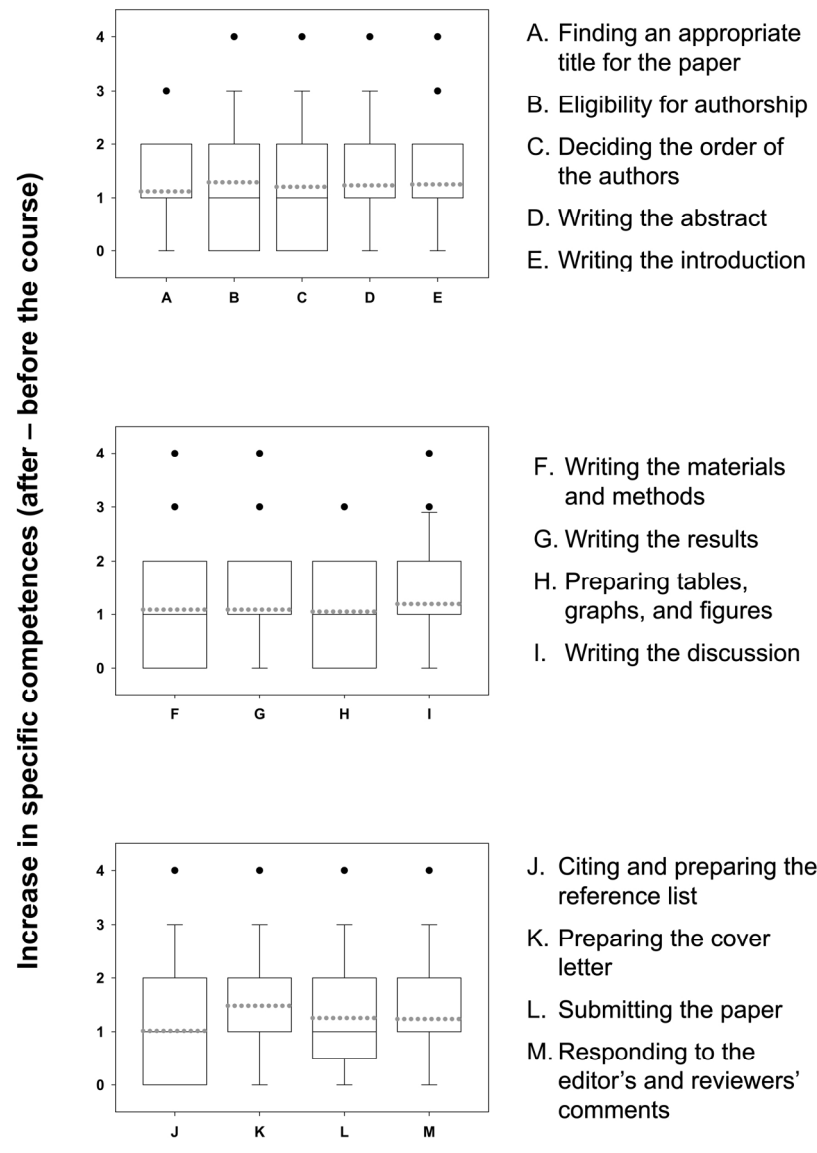 Increase in specific competences (after – before the course)
4
3
2
1
0
A B C D E
A. Finding an appropriate
title for the paper
B. Eligibility for authorship
C. Deciding the order of
the authors
D. Writing the abstract
E. Writing the introduction
4
3
2
1
0
F G H I
F. Writing the materials
and methods
G. Writing the results
H. Preparing tables,
graphs, and figures
I. Writing the discussion
4
3
2
1
0
J K L M
J. Citing and preparing the
reference list
K. Preparing the cover
letter
L. Submitting the paper
M. Responding to the
editor’s and reviewers’
comments